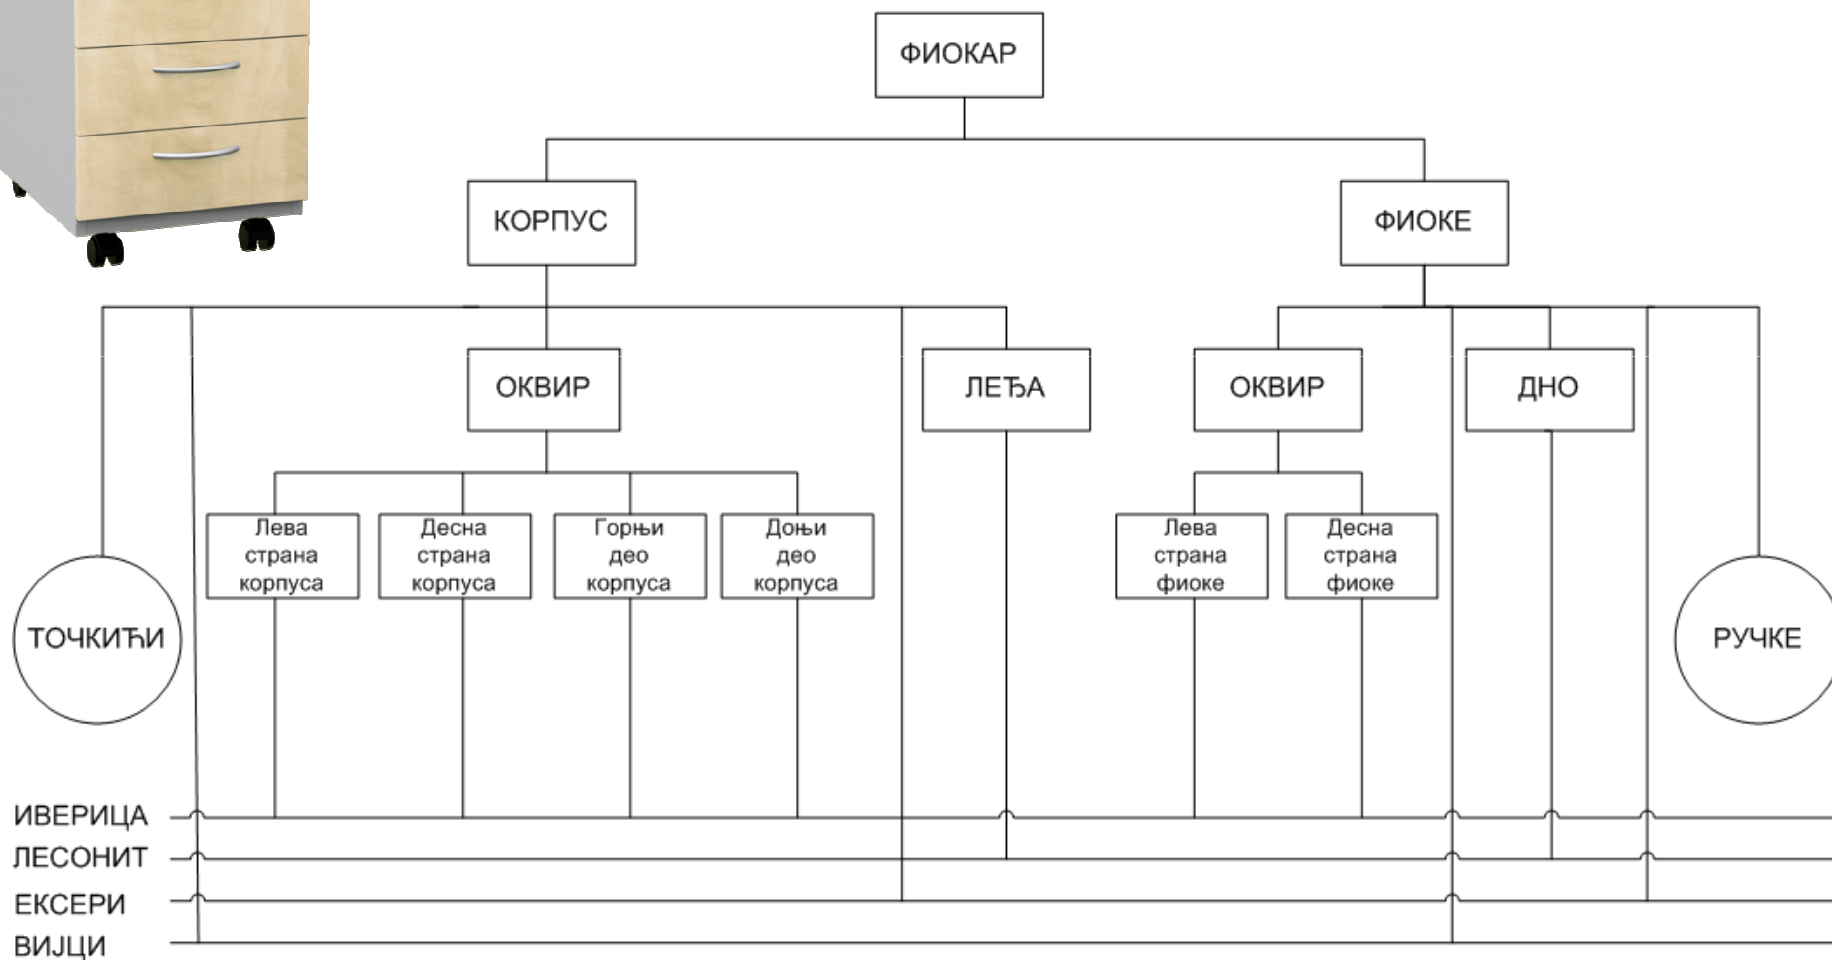 ФИОКАР
КОРПУС
ФИОКЕ
ОКВИР
ЛЕЂА
ОКВИР
ДНО
Лева
страна
корпуса
Десна
страна
корпуса
Горњи
део
корпуса
Доњи
део
корпуса
Лева
страна
фиоке
Десна
страна
фиоке
ТОЧКИЋИ
РУЧКЕ
ИВЕРИЦА
ЛЕСОНИТ
ЕКСЕРИ
ВИЈЦИ